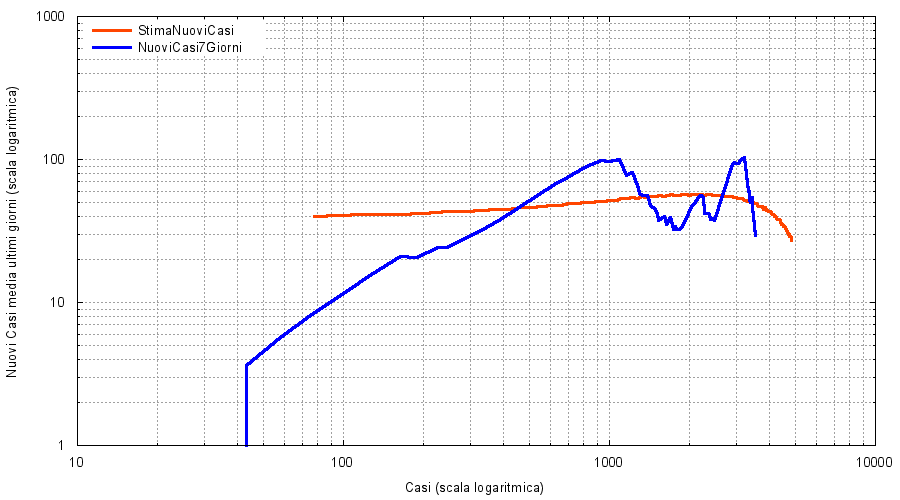 1000
StimaNuoviCasi
NuoviCasi7Giorni
100
10
1
Nuovi Casi media ultimi giorni (scala logaritmica)
10 100 1000 10000
Casi (scala logaritmica)